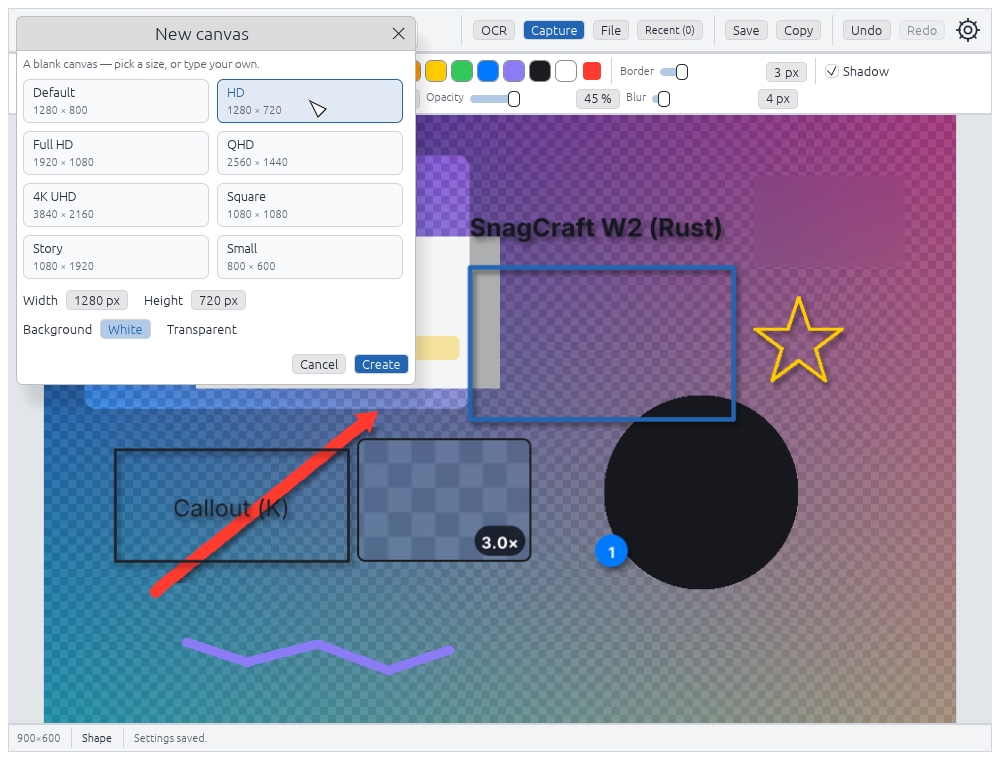 New canvas
OCR Capture File Recent (0) Save Copy Undo Redo
A blank canvas — pick a size, or type your own.
Border 3 px Shadow
Opacity 45 % Blur 4 px
Default
1280 × 800
HD
1280 × 720
Full HD
1920 × 1080
QHD
2560 × 1440
4K UHD
3840 × 2160
Square
1080 × 1080
Story
1080 × 1920
Small
800 × 600
Width 1280 px Height 720 px
Background White Transparent
Cancel Create
SnagCraft W2 (Rust)
Callout (K)
3.0×
1
900×600 Shape Settings saved.